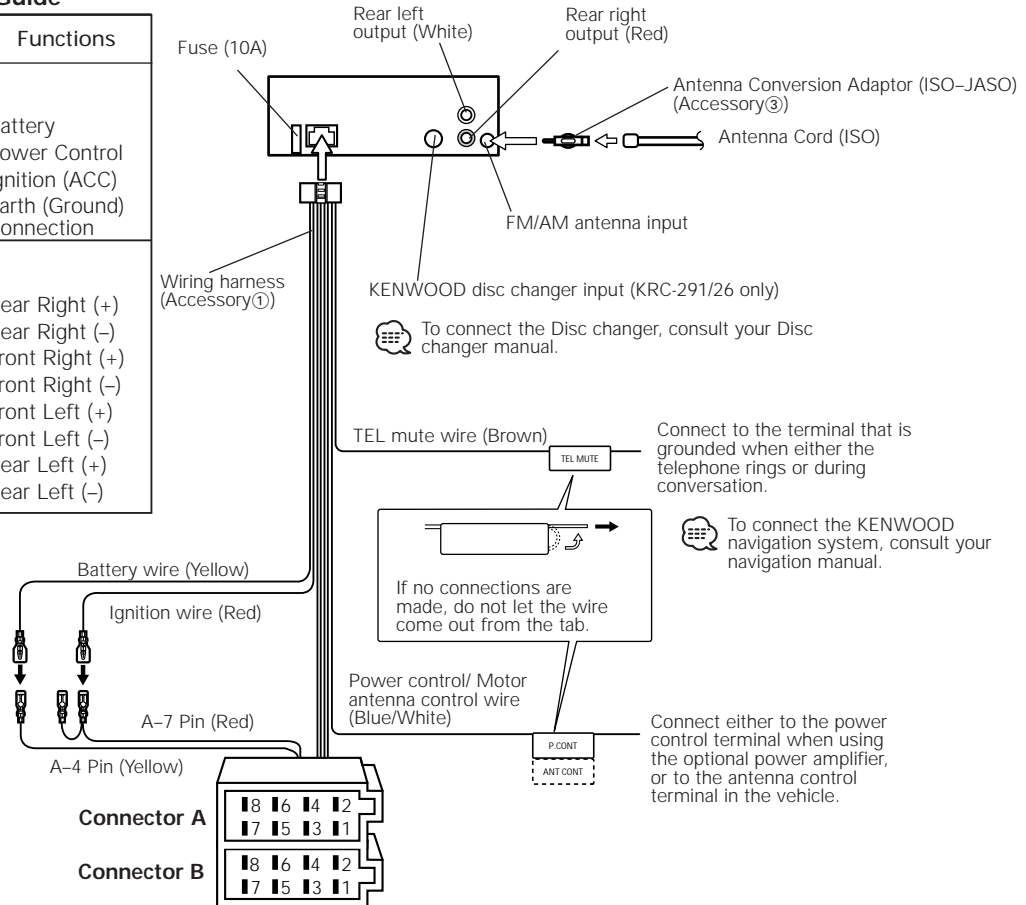 Guide
Functions
attery
ower Control
gnition (ACC)
arth (Ground)
onnection
ear Right (+)
ear Right (–)
ront Right (+)
ront Right (–)
ront Left (+)
ront Left (–)
ear Left (+)
ear Left (–)
Fuse (10A)
Rear left
output (White)
Rear right
output (Red)
Antenna Conversion Adaptor (ISO–JASO)
(Accessory③)
Antenna Cord (ISO)
FM/AM antenna input
Wiring harness
(Accessory①)
KENWOOD disc changer input (KRC-291/26 only)
To connect the Disc changer, consult your Disc
changer manual.
TEL mute wire (Brown)
TEL MUTE
Connect to the terminal that is
grounded when either the
telephone rings or during
conversation.
To connect the KENWOOD
navigation system, consult your
navigation manual.
If no connections are
made, do not let the wire
come out from the tab.
Battery wire (Yellow)
Ignition wire (Red)
A–7 Pin (Red)
A–4 Pin (Yellow)
Power control/ Motor
antenna control wire
(Blue/White)
P.CONT
ANT CONT
Connect either to the power
control terminal when using
the optional power amplifier,
or to the antenna control
terminal in the vehicle.
Connector A
8 6 4 2
7 5 3 1
Connector B
8 6 4 2
7 5 3 1